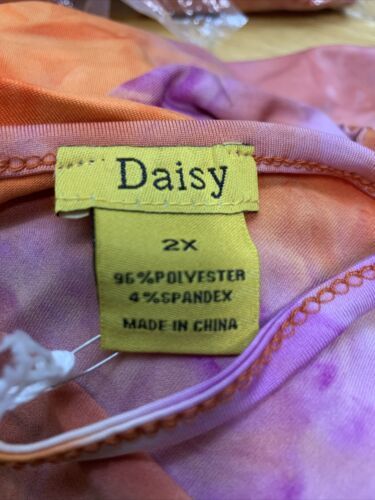 Daisy
2X
96%POLYESTER
4%SPANDEX
MADE IN CHINA